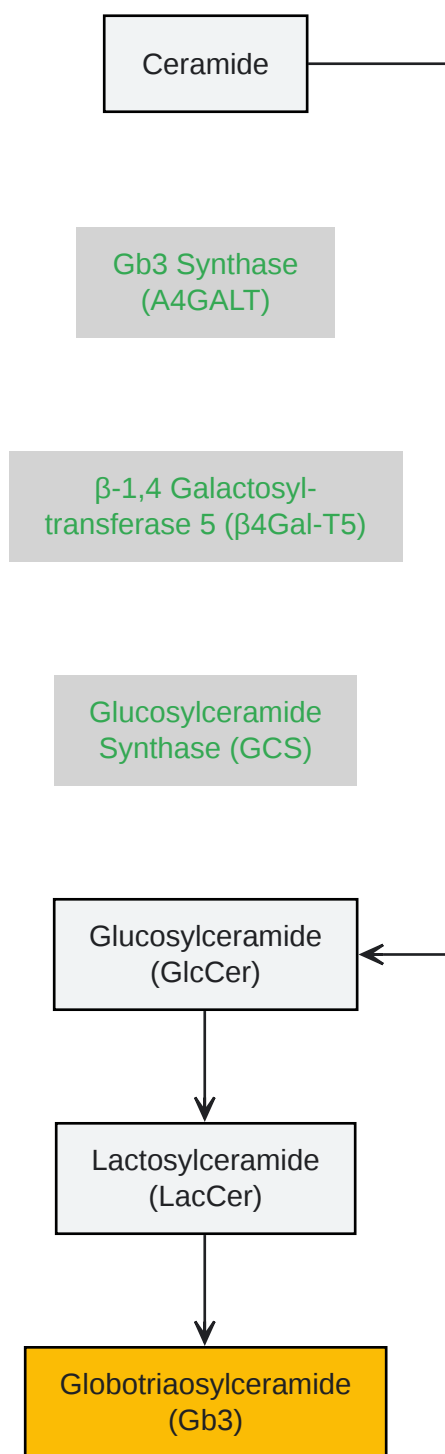 Ceramide
Gb3 Synthase
(A4GALT)
β-1,4 Galactosyl-
transferase 5 (β4Gal-T5)
Glucosylceramide
Synthase (GCS)
Glucosylceramide
(GlcCer)
Lactosylceramide
(LacCer)
Globotriaosylceramide
(Gb3)